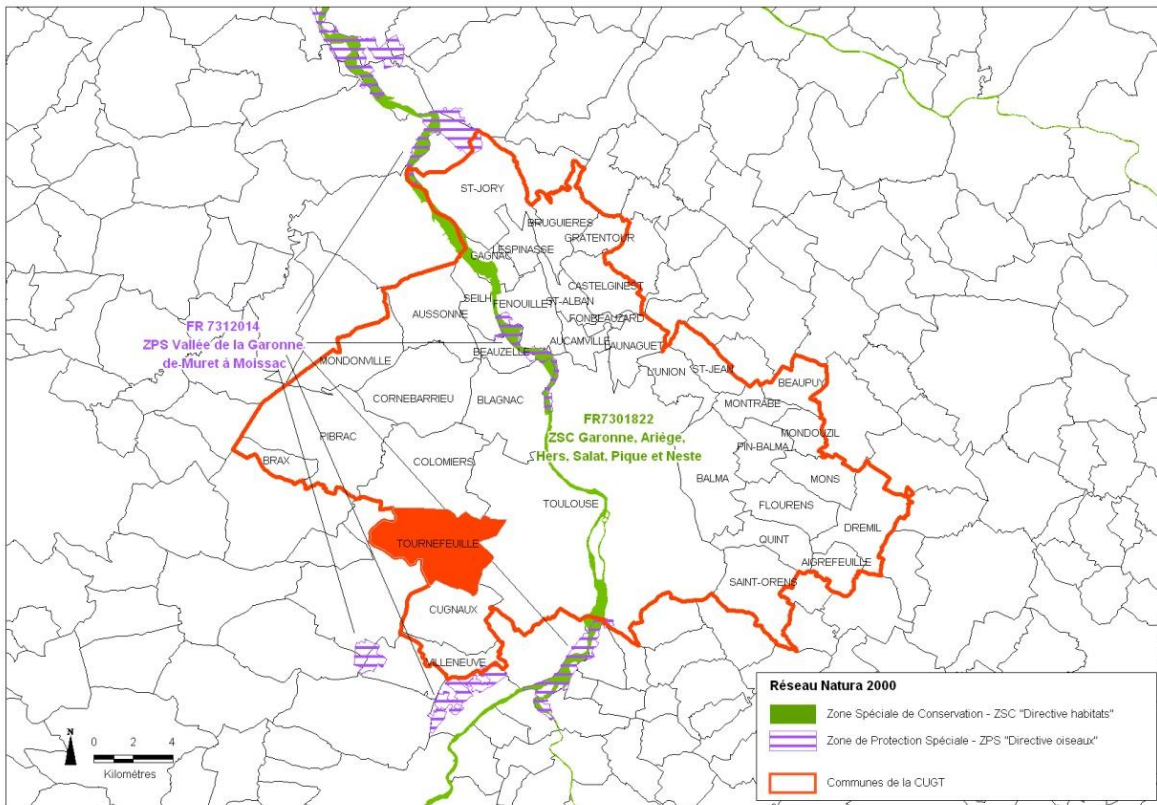 ST-JORY
BRUGUIERES
GRATENTOUR
LESPINASSE
GAGNAC
CASTELGINEST
SEILH
FENOUILLET
ST-ALBAN
AUSSONNE
FONBEAUZARD
FR 7312014
ZPS Vallée de la Garonne
de Muret à Moissac
AUCAMVILLE
LAUNAGUET
BEAUZELLE
MONDONVILLE
L'UNION
ST-JEAN
BEAUPUY
CORNEBARRIEU
BLAGNAC
MONTRABE
FR7301822
ZSC Garonne, Ariége,
Hers, Salat, Pique et Neste
MONDOUZIL
PIBRAC
PIN-BALMA
BRAX
COLOMIERS
BALMA
MONS
TOULOUSE
FLOURENS
DREMIL
TOURNEFEUILLE
QUINT
AIGREFEUILLE
SAINT-ORENS
CUGNAUX
VILLENEUVE
Réseau Natura 2000
Zone Spéciale de Conservation - ZSC "Directive habitats"
Zone de Protection Spéciale - ZPS "Directive oiseaux"
Communes de la CUGT
N
0 2 4
Kilométres